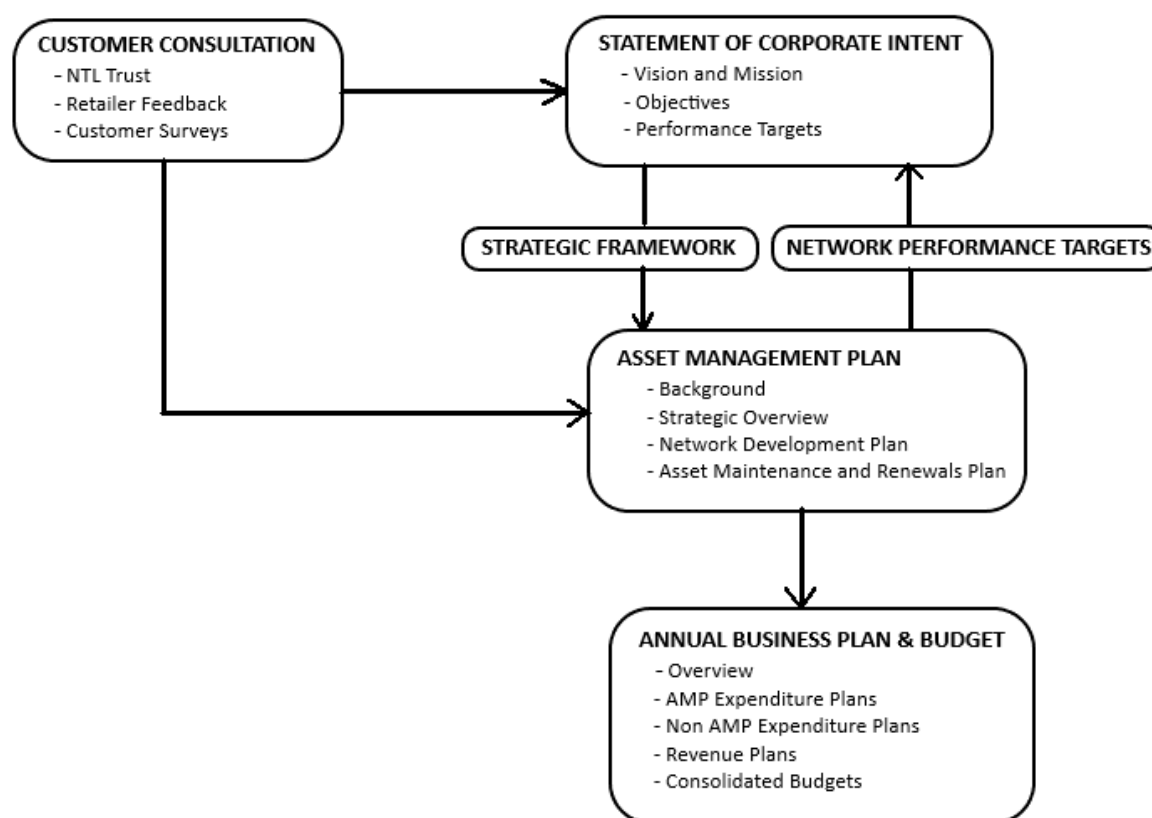 CUSTOMER CONSULTATION
- NTL Trust
- Retailer Feedback
- Customer Surveys
STATEMENT OF CORPORATE INTENT
- Vision and Mission
- Objectives
- Performance Targets
STRATEGIC FRAMEWORK
NETWORK PERFORMANCE TARGETS
ASSET MANAGEMENT PLAN
- Background
- Strategic Overview
- Network Development Plan
- Asset Maintenance and Renewals Plan
ANNUAL BUSINESS PLAN & BUDGET
- Overview
- AMP Expenditure Plans
- Non AMP Expenditure Plans
- Revenue Plans
- Consolidated Budgets